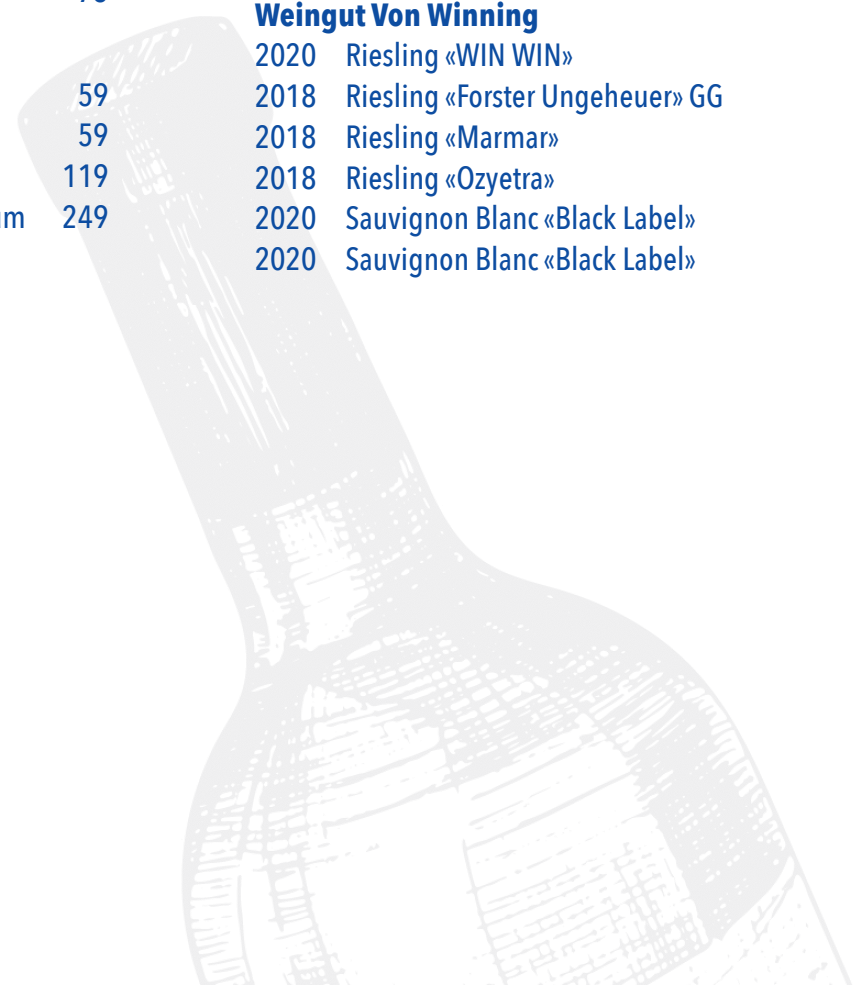 59
59
119
249
Weingut Von Winning
2020 Riesling «WIN WIN»
2018 Riesling «Forster Ungeheuer» GG
2018 Riesling «Marmar»
2018 Riesling «Ozyetra»
2020 Sauvignon Blanc «Black Label»
2020 Sauvignon Blanc «Black Label»